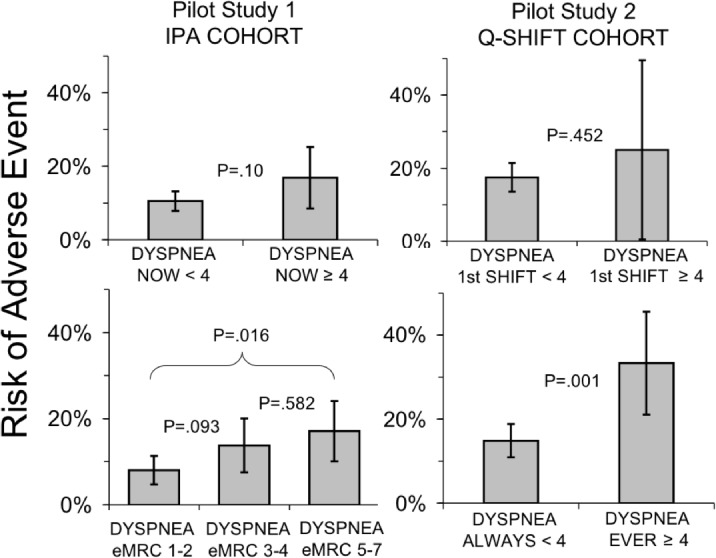 Pilot Study 1
IPA COHORT
Pilot Study 2
Q-SHIFT COHORT
Risk of Adverse Event
40%
20%
0%
P=.10
DYSPNEA
NOW < 4
DYSPNEA
NOW ≥ 4
40%
20%
0%
P=.452
DYSPNEA
1st SHIFT < 4
DYSPNEA
1st SHIFT ≥ 4
40%
20%
0%
P=.016
P=.093
P=.582
DYSPNEA
eMRC 1-2
DYSPNEA
eMRC 3-4
DYSPNEA
eMRC 5-7
40%
20%
0%
P=.001
DYSPNEA
ALWAYS < 4
DYSPNEA
EVER ≥ 4